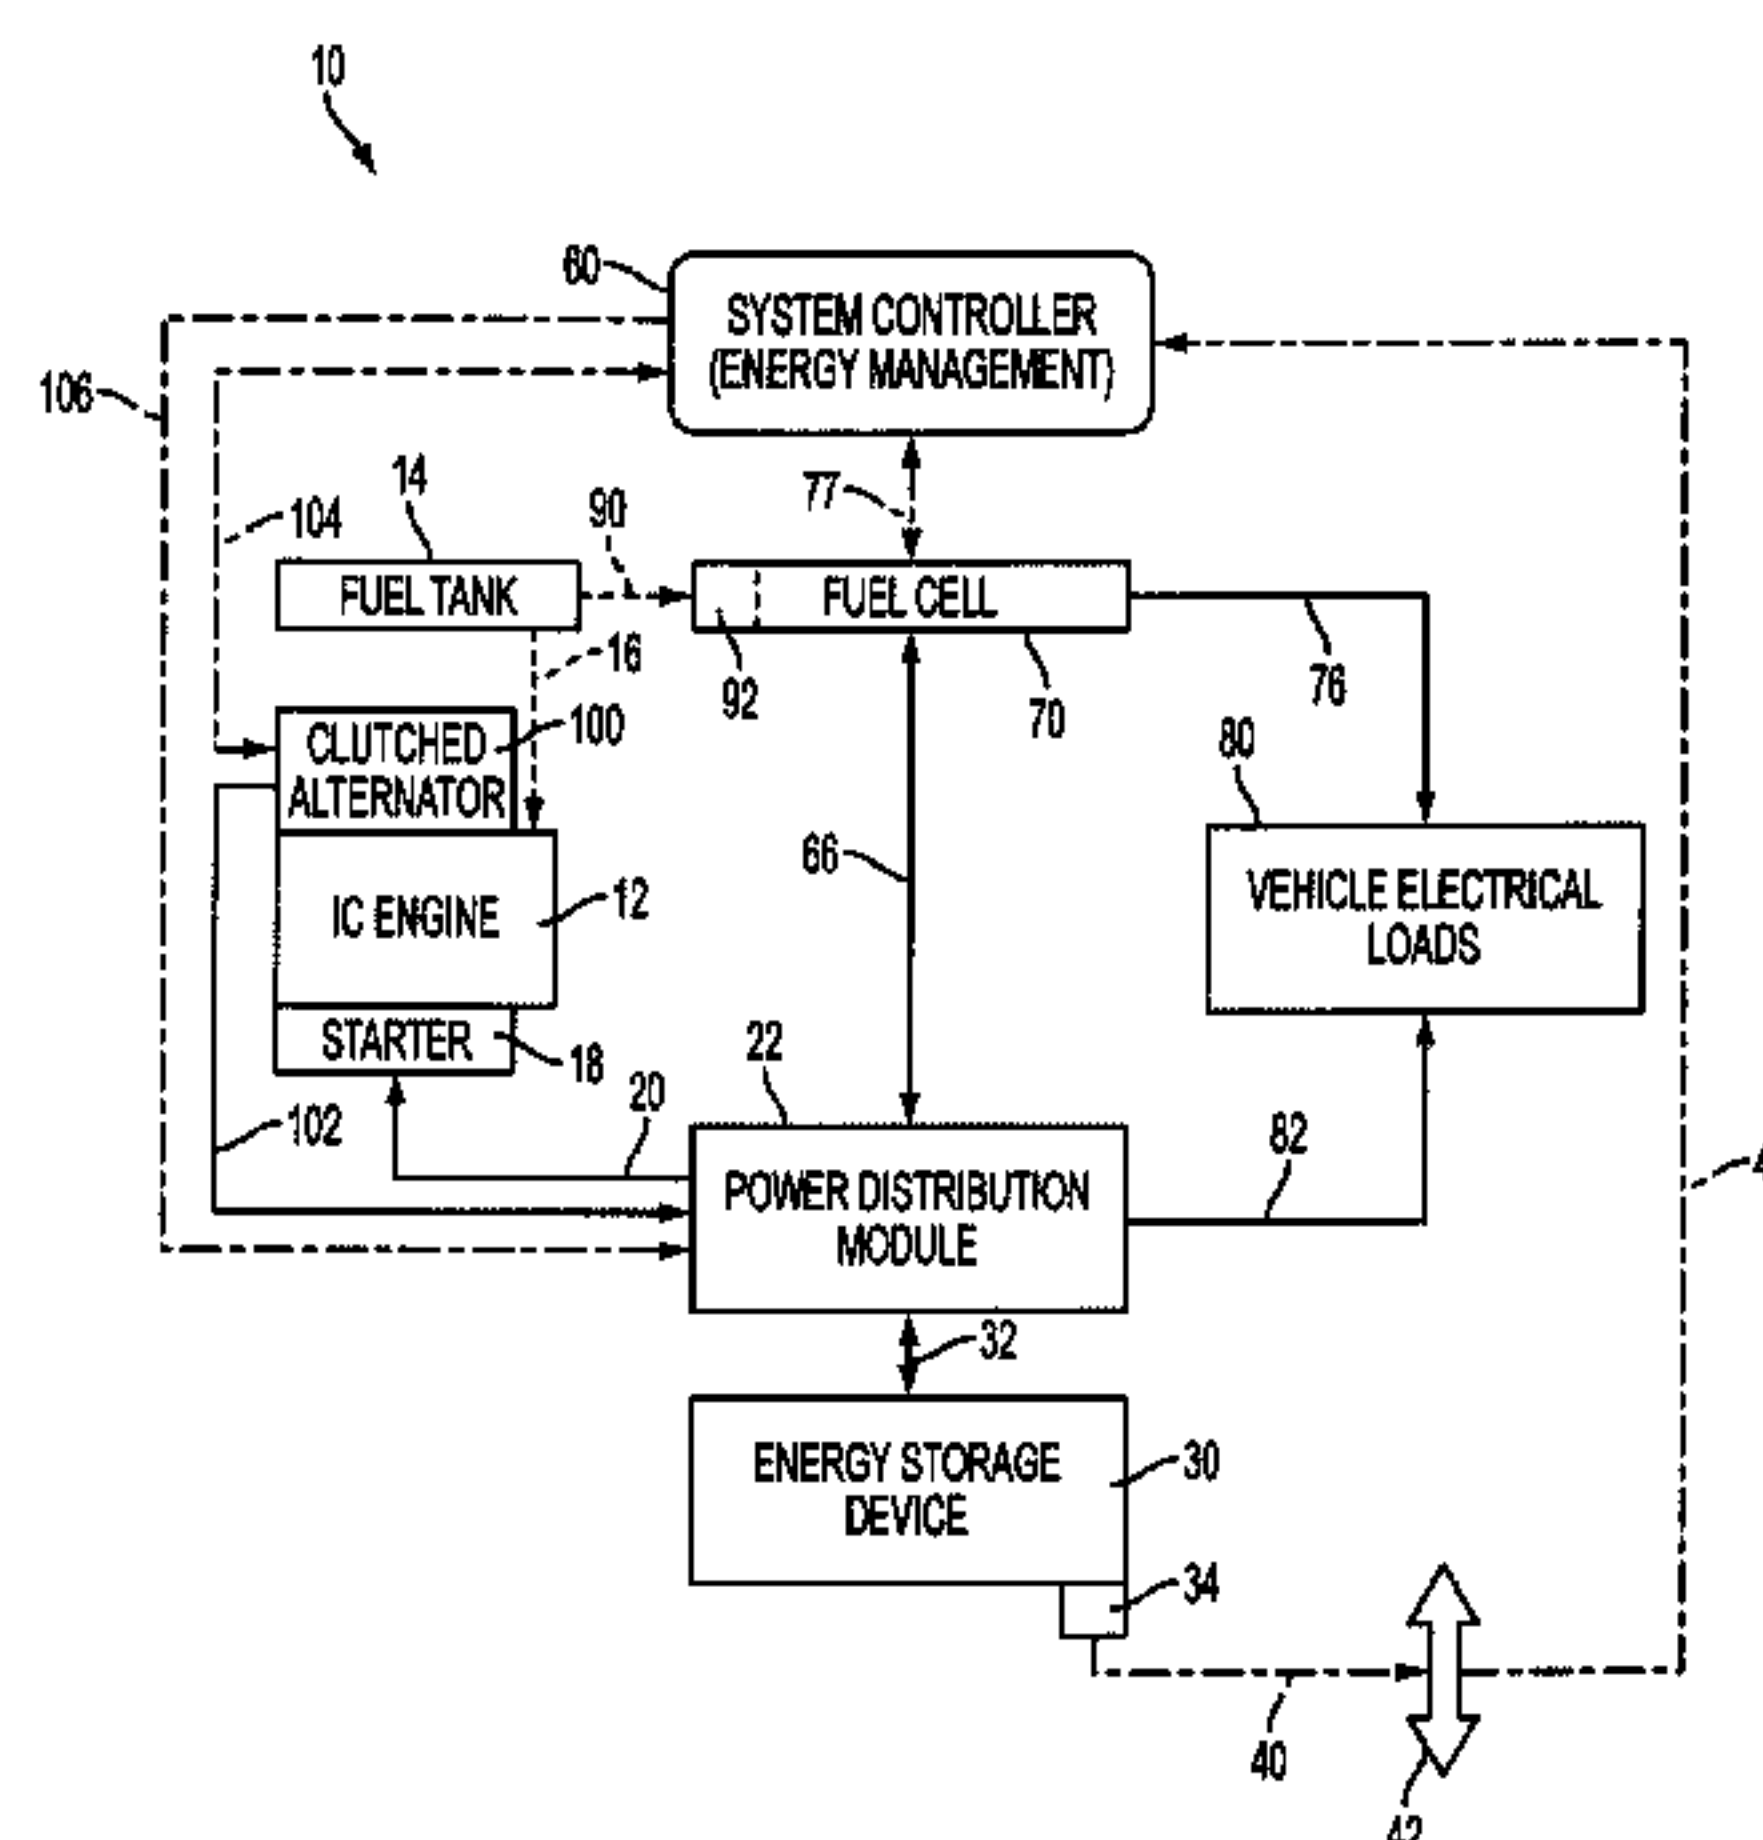 10
60
SYSTEM CONTROLLER
(ENERGY MANAGEMENT)
106
14
77
90
104
FUEL TANK
FUEL CELL
16
92
70
76
CLUTCHED
ALTERNATOR
100
80
66
12
IC ENGINE
VEHICLE ELECTRICAL
LOADS
STARTER
18
22
20
102
82
POWER DISTRIBUTION
MODULE
32
ENERGY STORAGE
DEVICE
30
34
40
42